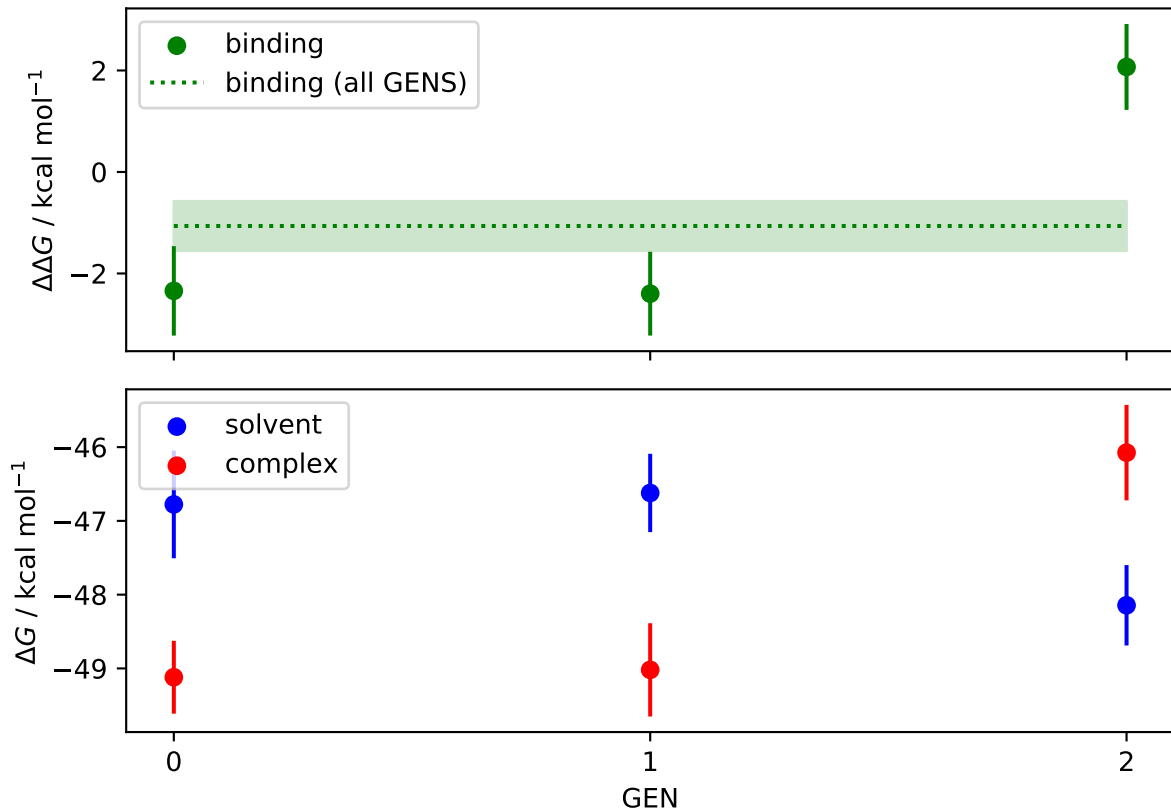 binding
binding (all GENS)
ΔΔG / kcal mol⁻¹
2
0
−2
solvent
complex
ΔG / kcal mol⁻¹
−46
−47
−48
−49
0 1 2
GEN